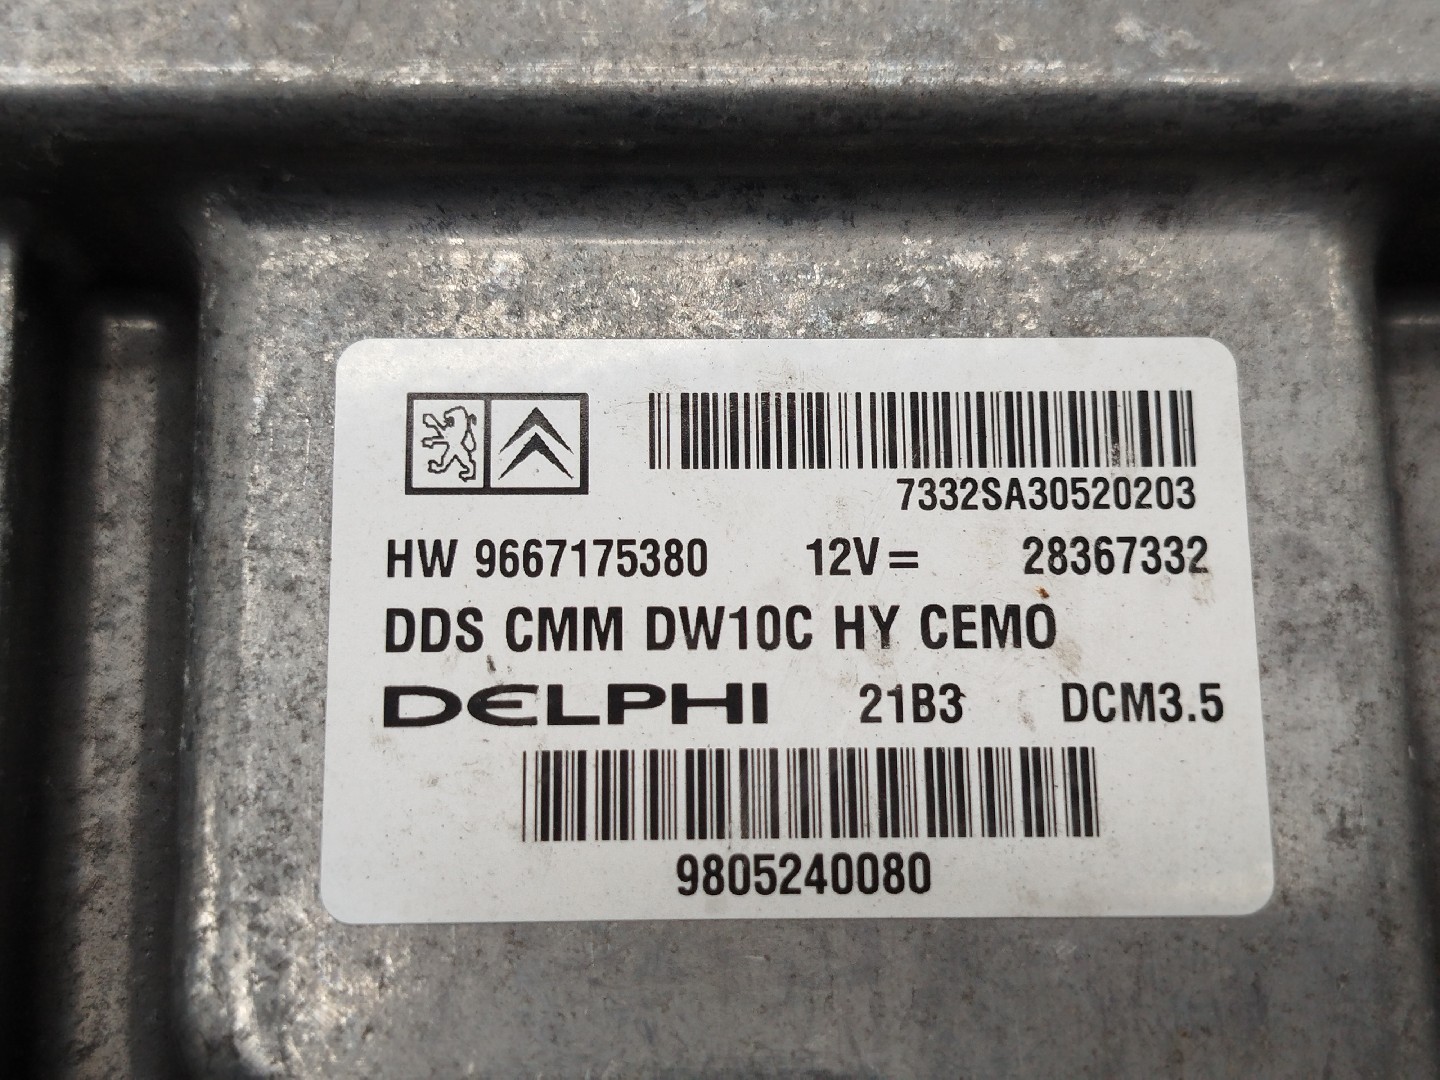 7332SA30520203
HW 9667175380 12V= 28367332
DDS CMM DW10C HY CEMO
DELPHI 21B3 DCM3.5
9805240080